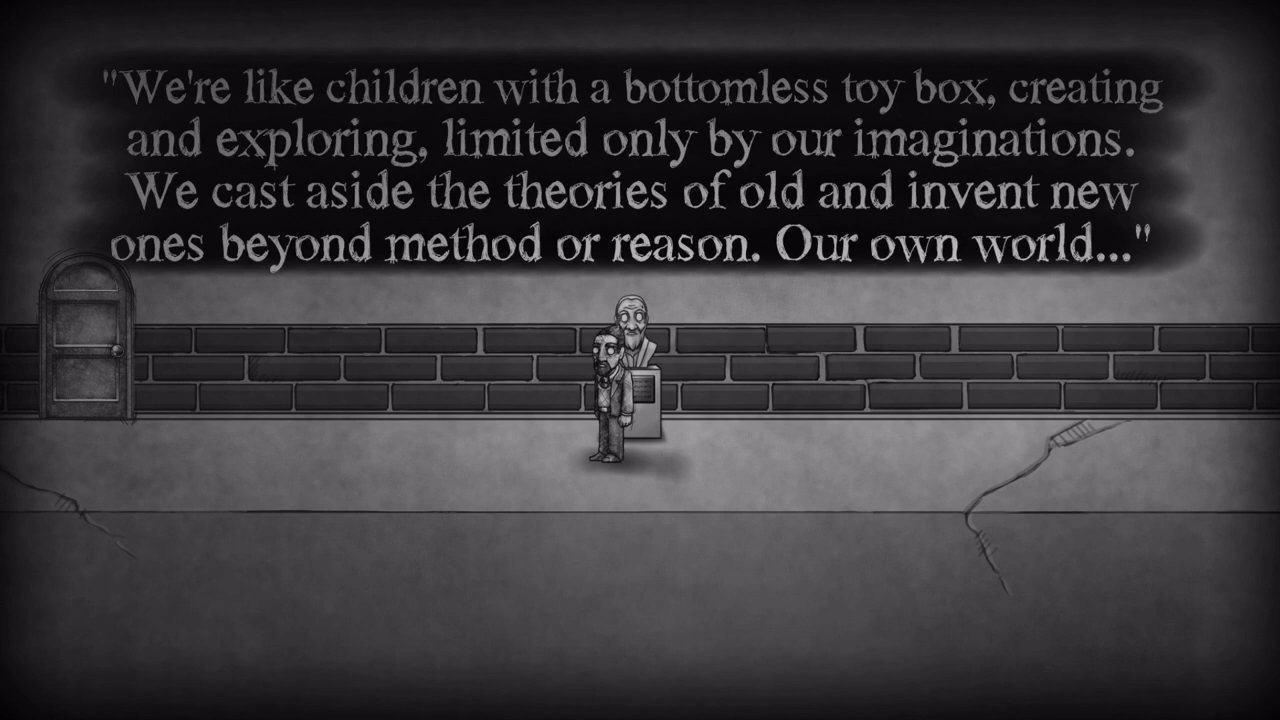 "We're like children with a bottomless toy box, creating
and exploring, limited only by our imaginations.
We cast aside the theories of old and invent new
ones beyond method or reason. Our own world..."